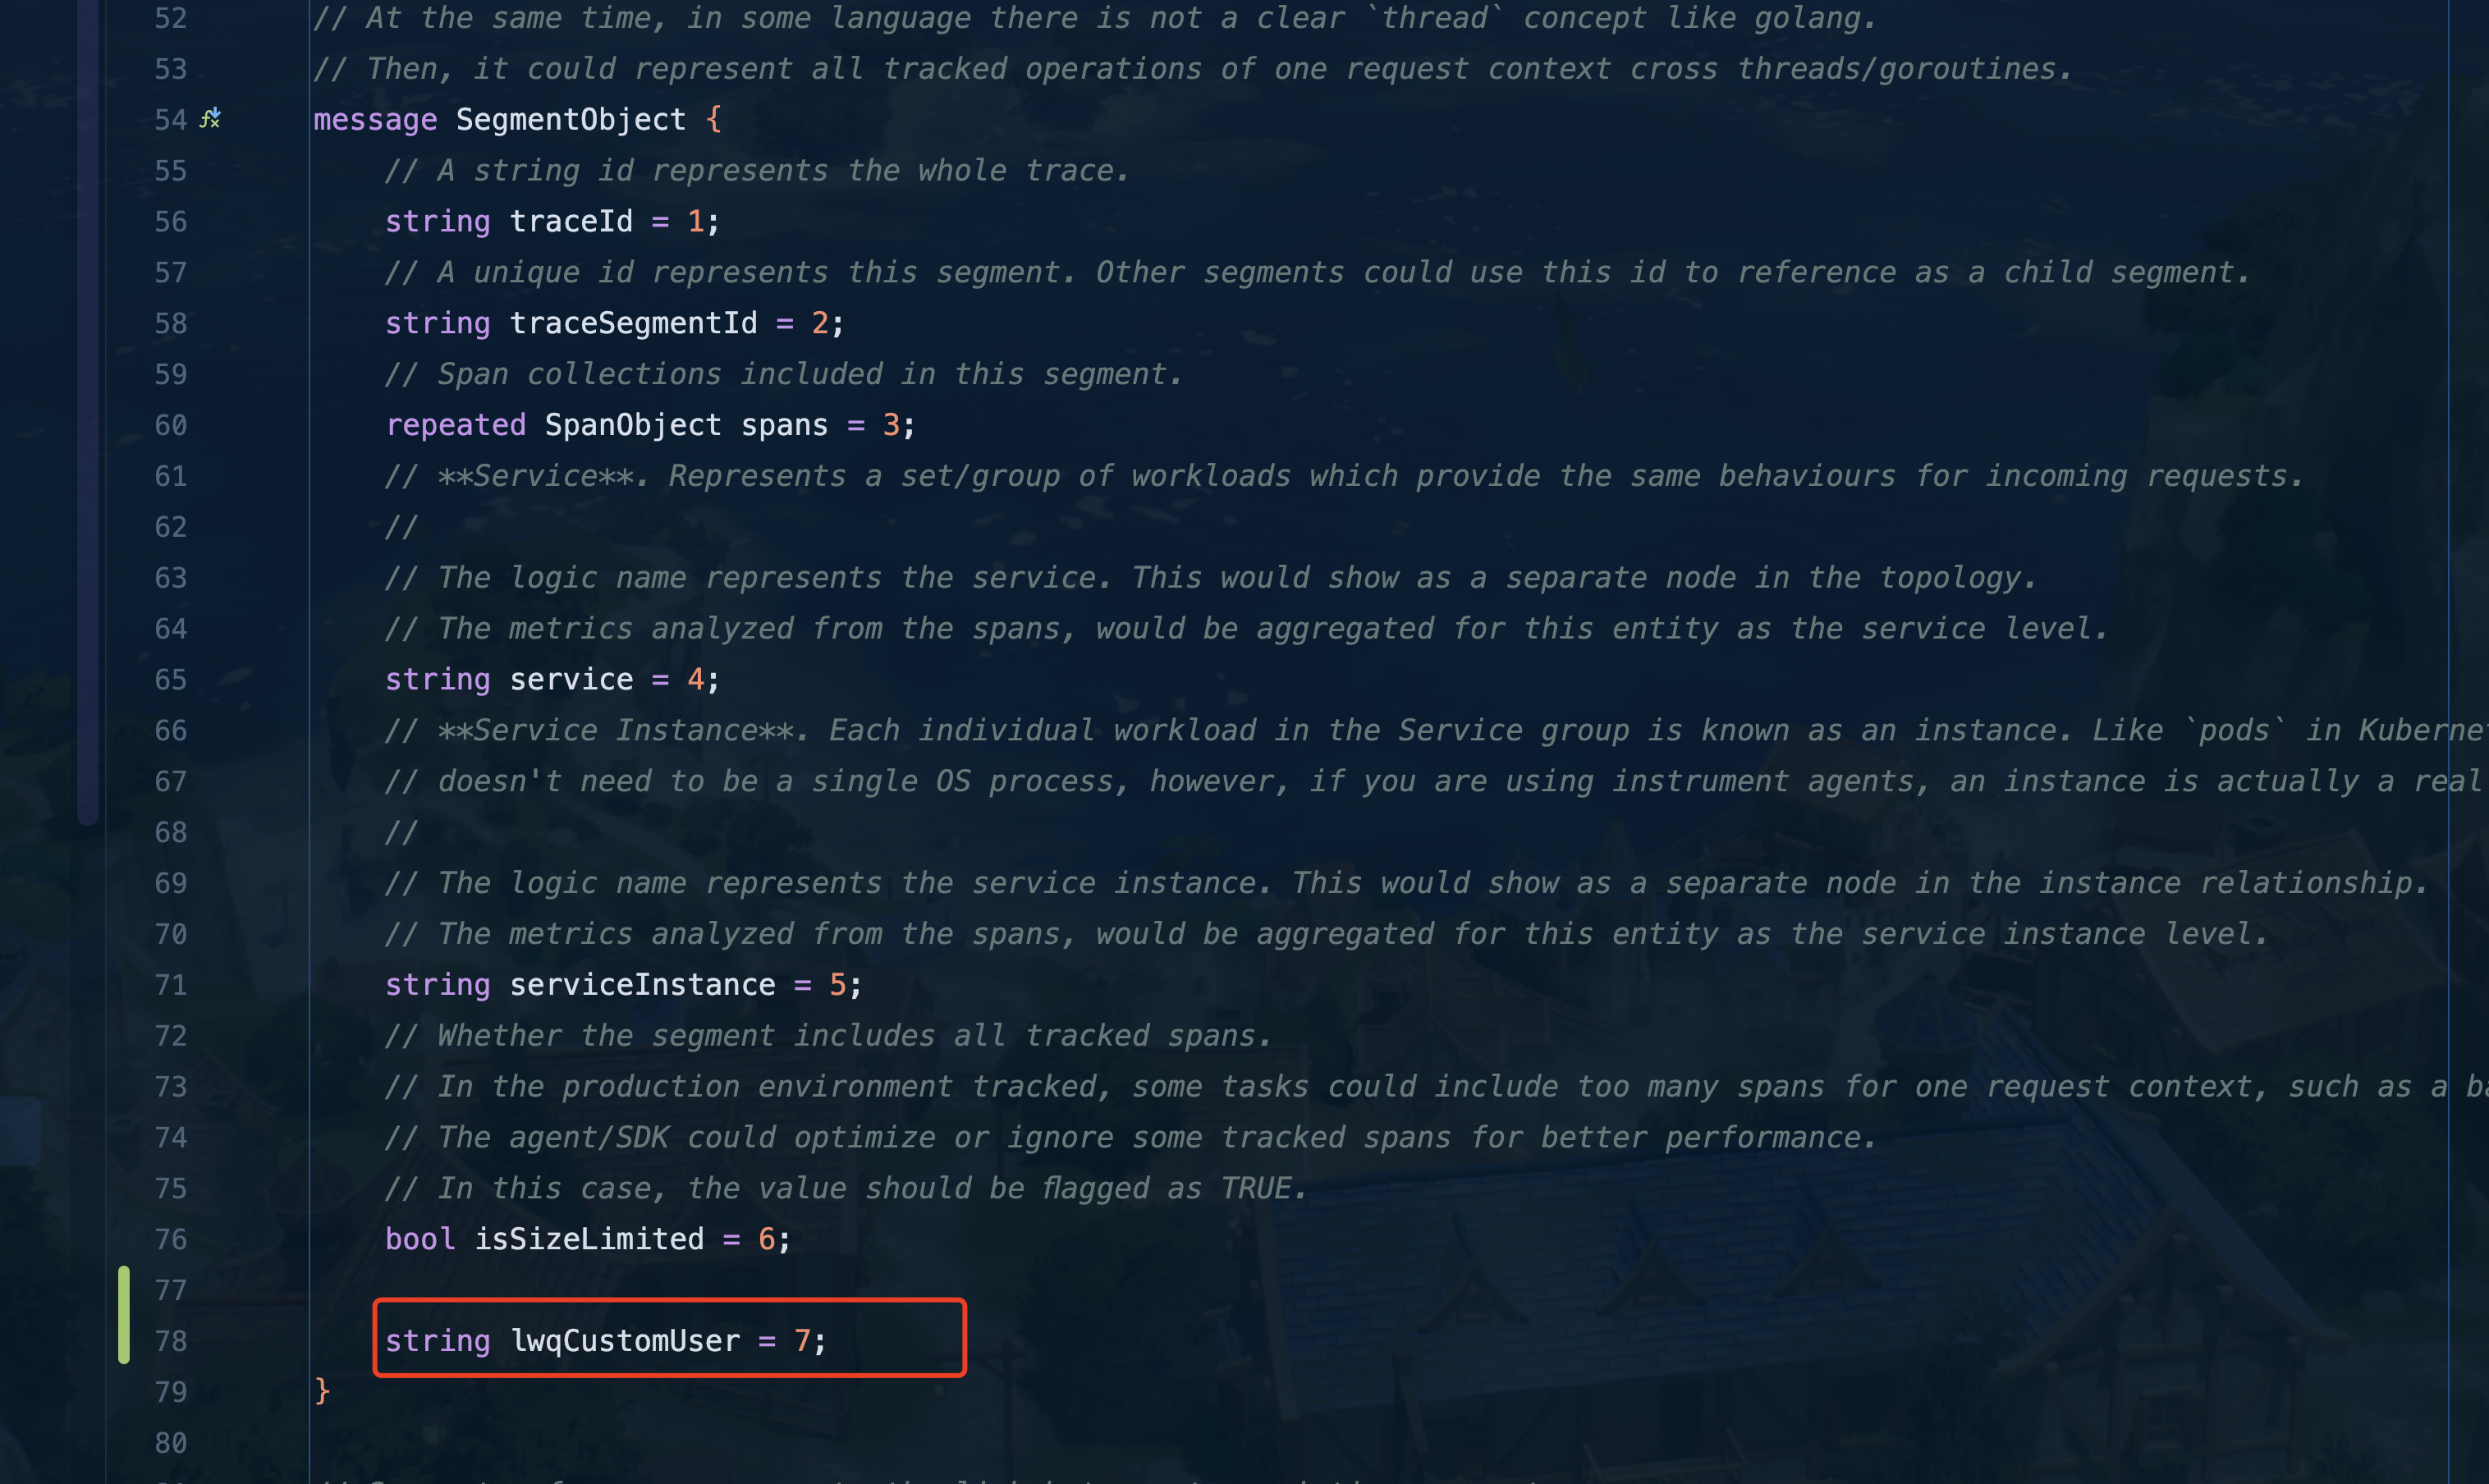 52 // At the same time, in some language there is not a clear `thread` concept like golang.
53 // Then, it could represent all tracked operations of one request context cross threads/goroutines.
54 message SegmentObject {
55 // A string id represents the whole trace.
56 string traceId = 1;
57 // A unique id represents this segment. Other segments could use this id to reference as a child segment.
58 string traceSegmentId = 2;
59 // Span collections included in this segment.
60 repeated SpanObject spans = 3;
61 // **Service**. Represents a set/group of workloads which provide the same behaviours for incoming requests.
62 //
63 // The logic name represents the service. This would show as a separate node in the topology.
64 // The metrics analyzed from the spans, would be aggregated for this entity as the service level.
65 string service = 4;
66 // **Service Instance**. Each individual workload in the Service group is known as an instance. Like `pods` in Kuberne
67 // doesn't need to be a single OS process, however, if you are using instrument agents, an instance is actually a real
68 //
69 // The logic name represents the service instance. This would show as a separate node in the instance relationship.
70 // The metrics analyzed from the spans, would be aggregated for this entity as the service instance level.
71 string serviceInstance = 5;
72 // Whether the segment includes all tracked spans.
73 // In the production environment tracked, some tasks could include too many spans for one request context, such as a ba
74 // The agent/SDK could optimize or ignore some tracked spans for better performance.
75 // In this case, the value should be flagged as TRUE.
76 bool isSizeLimited = 6;
77
78 string lwqCustomUser = 7;
79 }
80